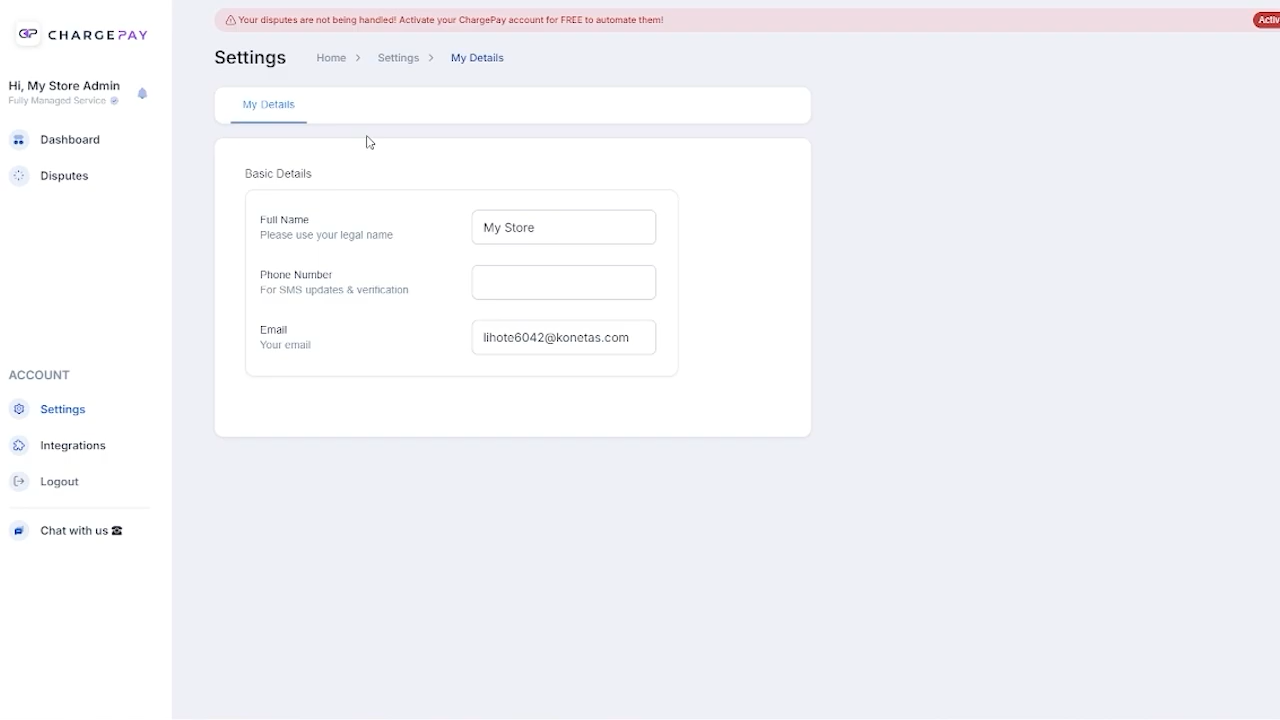 CHARGEPAY
Hi, My Store Admin
Fully Managed Service
Dashboard
Disputes
ACCOUNT
Settings
Integrations
Logout
Chat with us ☎
Your disputes are not being handled! Activate your ChargePay account for FREE to automate them!
Settings
Home > Settings > My Details
My Details
Basic Details
Full Name
Please use your legal name
My Store
Phone Number
For SMS updates & verification
Email
Your email
lihote6042@konetas.com